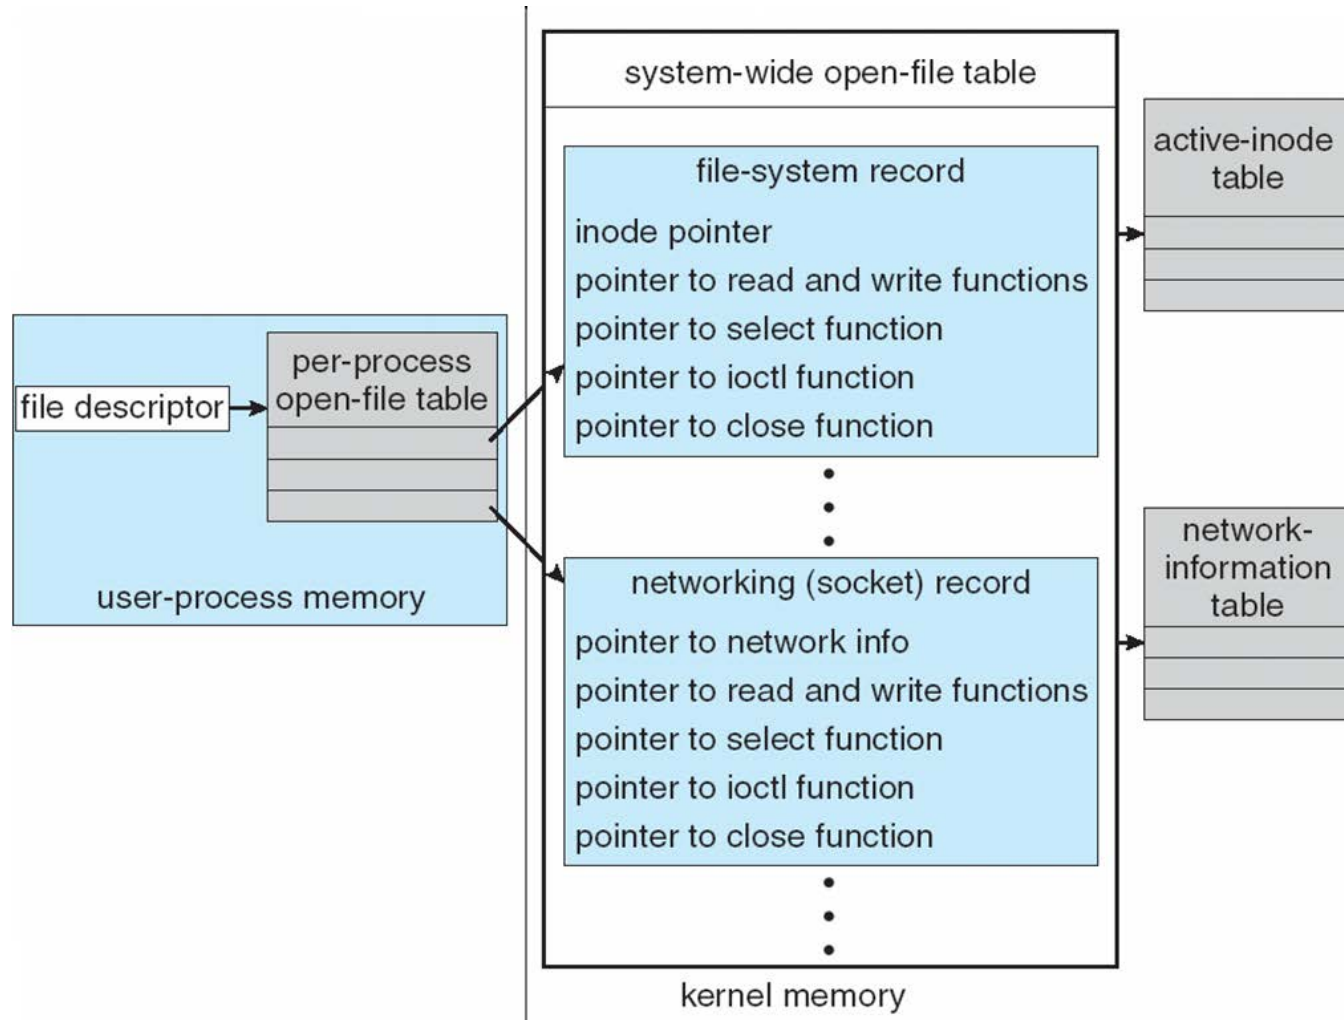 system-wide open-file table
file-system record
inode pointer
pointer to read and write functions
pointer to select function
pointer to ioctl function
pointer to close function
active-inode
table
file descriptor
per-process
open-file table
user-process memory
networking (socket) record
pointer to network info
pointer to read and write functions
pointer to select function
pointer to ioctl function
pointer to close function
network-
information
table
kernel memory